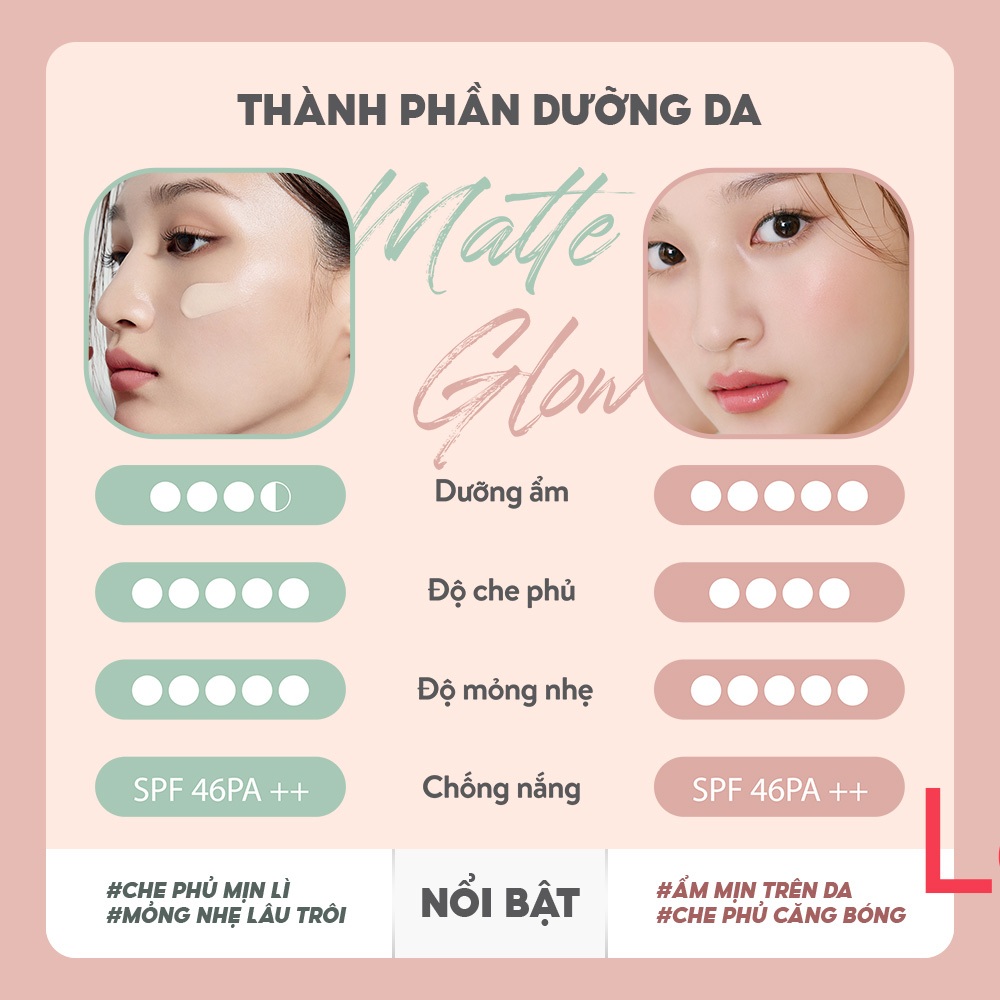 THÀNH PHẦN DƯỠNG DA
Matte
Glow
Dưỡng ẩm
Độ che phủ
Độ mỏng nhẹ
SPF 46PA ++
Chống nắng
SPF 46PA ++
#CHE PHỦ MỊN LÌ
#MỎNG NHẸ LÂU TRÔI
NỔI BẬT
#ẨM MỊN TRÊN DA
#CHE PHỦ CĂNG BÓNG